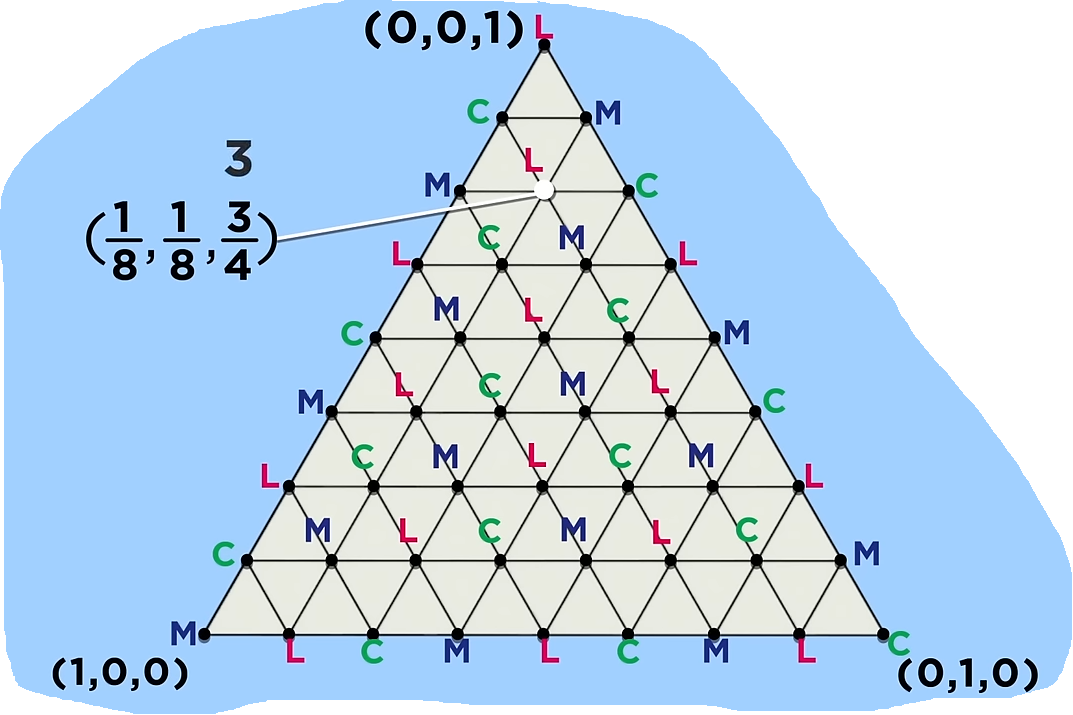 (0,0,1) L
C M
3
L
M C
(1/8, 1/8, 3/4)
C M
L L
M L C
C M
L C M L
M C
C M L C M
L L
M L C M L C
C M
M L C M L C M L C
(1,0,0) (0,1,0)